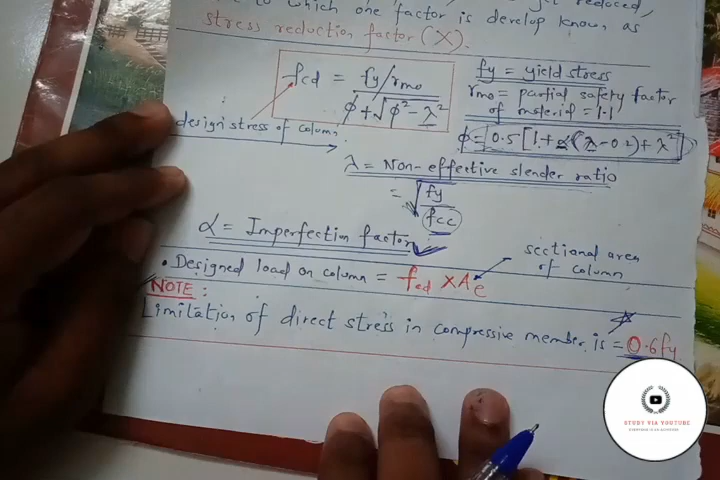 to which one factor is develop known as
stress reduction factor (X).
fcd = fy/rmo
ϕ+√ϕ²-λ²
fy = yield stress
rmo = partial safety factor
of material = 1.1
design stress of column
ϕ = 0.5[1+α(λ-0.2)+λ²]
λ = Non-effective slender ratio
= √fy
fcc
α = Imperfection factor
sectional area
of column
• Designed load on column = fcd × Ae
NOTE:
Limitation of direct stress in compressive member is = 0.6fy
STUDY VIA YOUTUBE